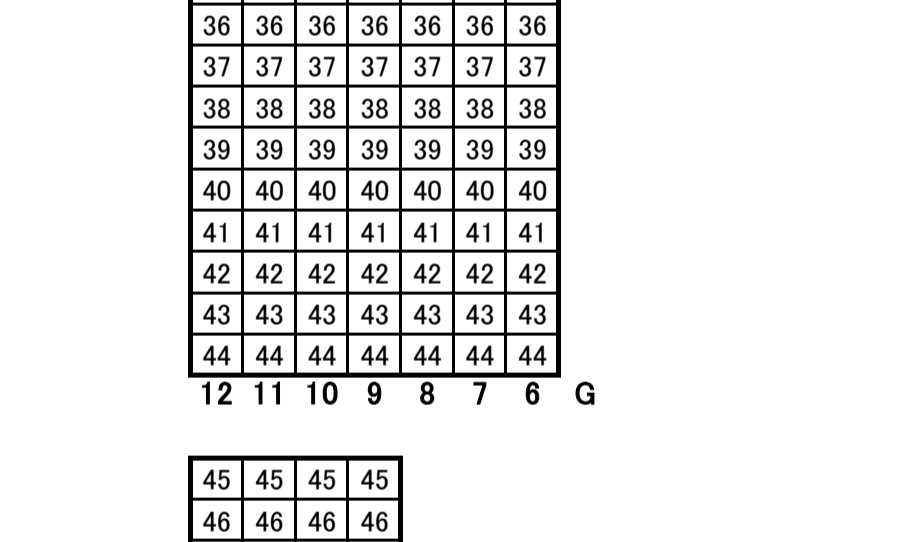 36 36 36 36 36 36 36
37 37 37 37 37 37 37
38 38 38 38 38 38 38
39 39 39 39 39 39 39
40 40 40 40 40 40 40
41 41 41 41 41 41 41
42 42 42 42 42 42 42
43 43 43 43 43 43 43
44 44 44 44 44 44 44
12 11 10 9 8 7 6 G
45 45 45 45
46 46 46 46